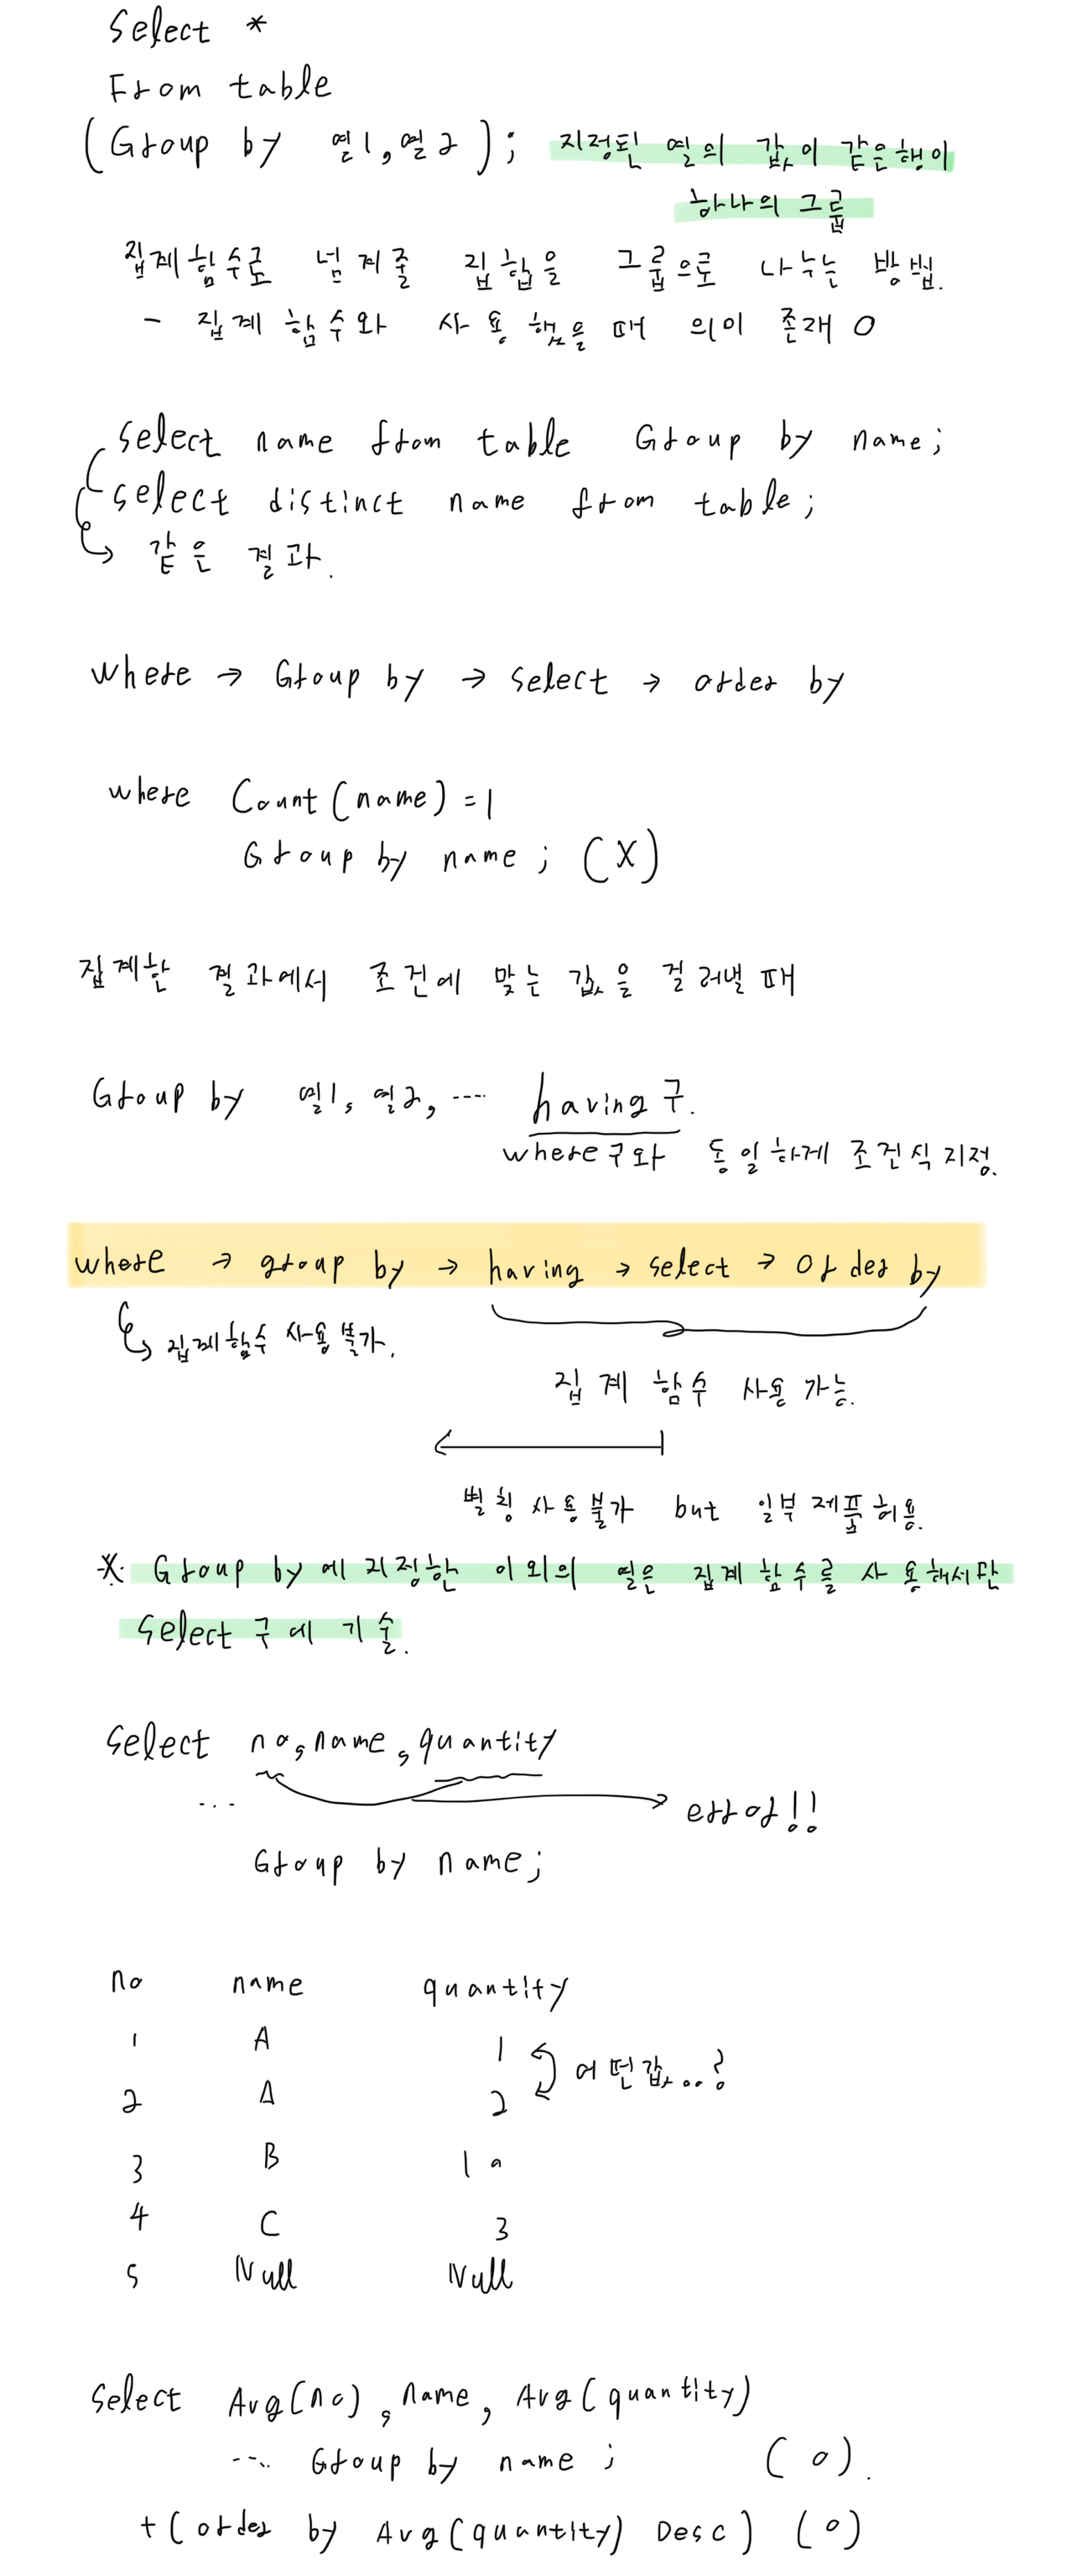 Select *
From table
(Group by 열1, 열2); 지정된 열의 값이 같은행이
하나의 그룹
집계함수로 넘겨줄 집합을 그룹으로 나누는 방법.
- 집계 함수와 사용했을때 의미 존재 O
select name from table Group by name;
select distinct name from table;
같은 결과.
where → Group by → select → order by
where Count(name)=1
Group by name; (X)
집계한 결과에서 조건에 맞는 값을 걸러낼때
Group by 열1, 열2, .... having 구.
where구와 동일하게 조건식 지정.
where → group by → having → select → Order by
집계함수 사용불가.
집계 함수 사용가능.
별칭 사용불가 but 일부 제품허용.
※ Group by에 지정한 이외의 열은 집계함수를 사용해서만
Select 구에 기술.
Select no, name, quantity
... error!!
Group by name;
no name quantity
1 A 1
어떤값..?
2 A 2
3 B 10
4 C 3
5 Null Null
Select Avg(no), name, Avg(quantity)
.... Group by name; (o).
+(order by Avg(quantity) Desc) (o)